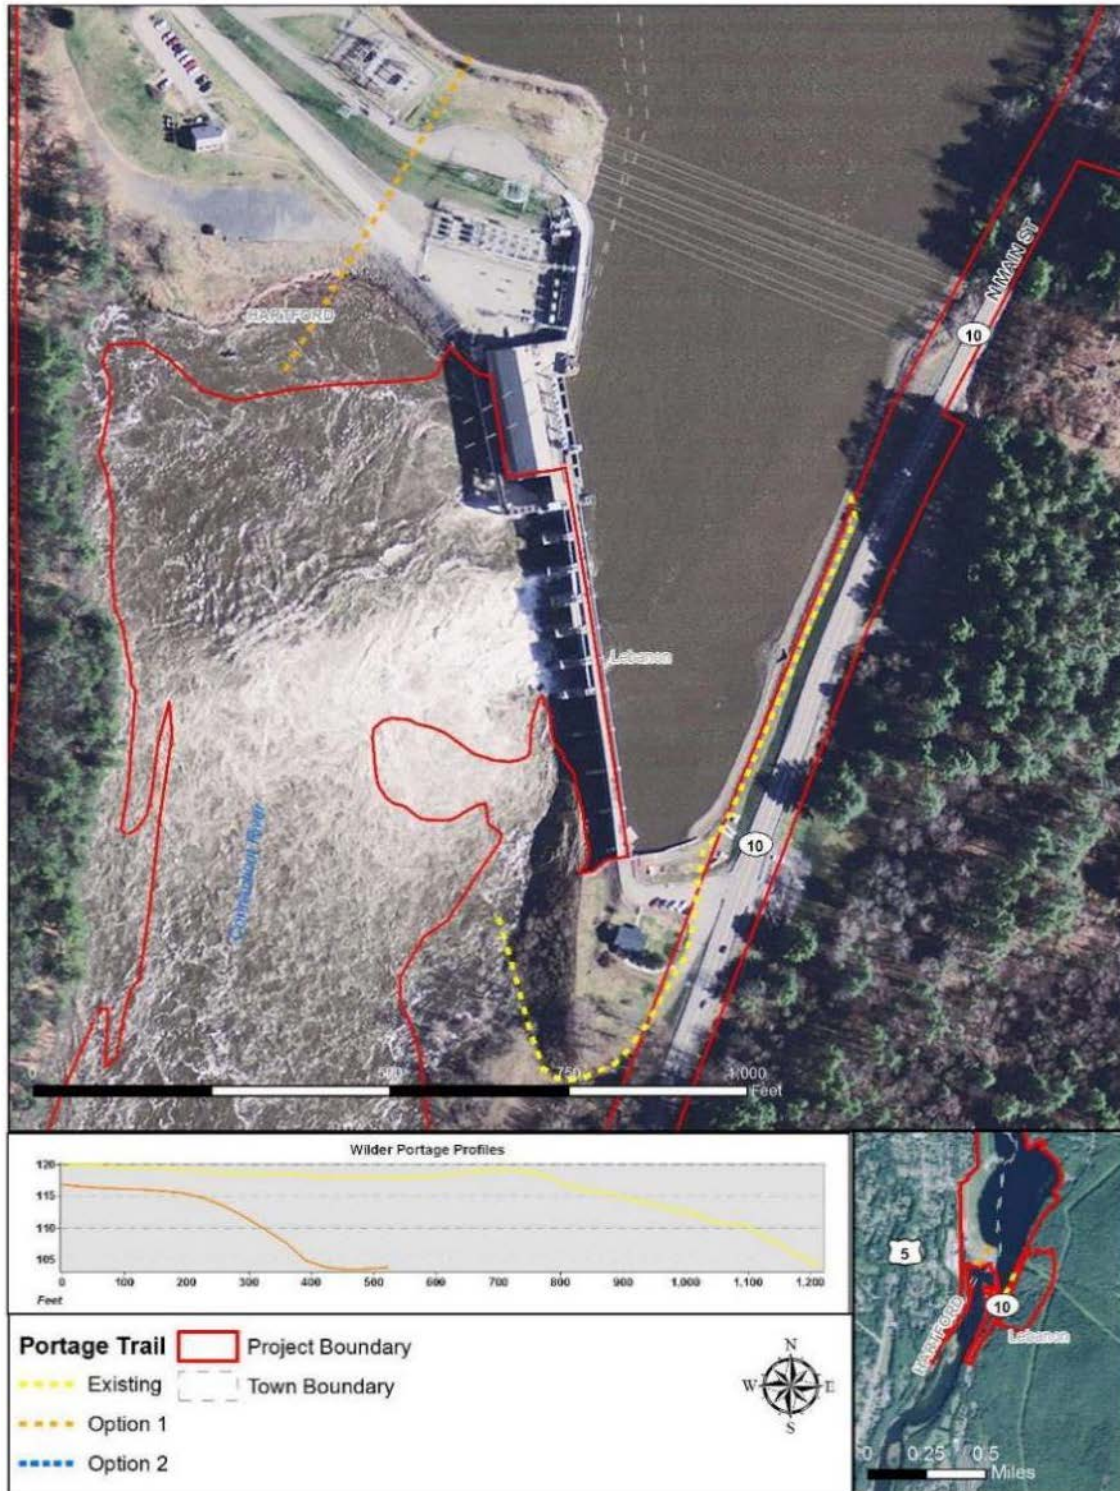 N MAIN ST
10
HARTFORD
Lebanon
10
Connecticut River
0
500
750
1,000
Feet
Wilder Portage Profiles
120
115
110
105
0 100 200 300 400 500 600 700 800 900 1,000 1,100 1,200
Feet
5
10
HARTFORD
Lebanon
0 0.25 0.5
Miles
Portage Trail
Project Boundary
Existing
Town Boundary
Option 1
Option 2
N
W E
S